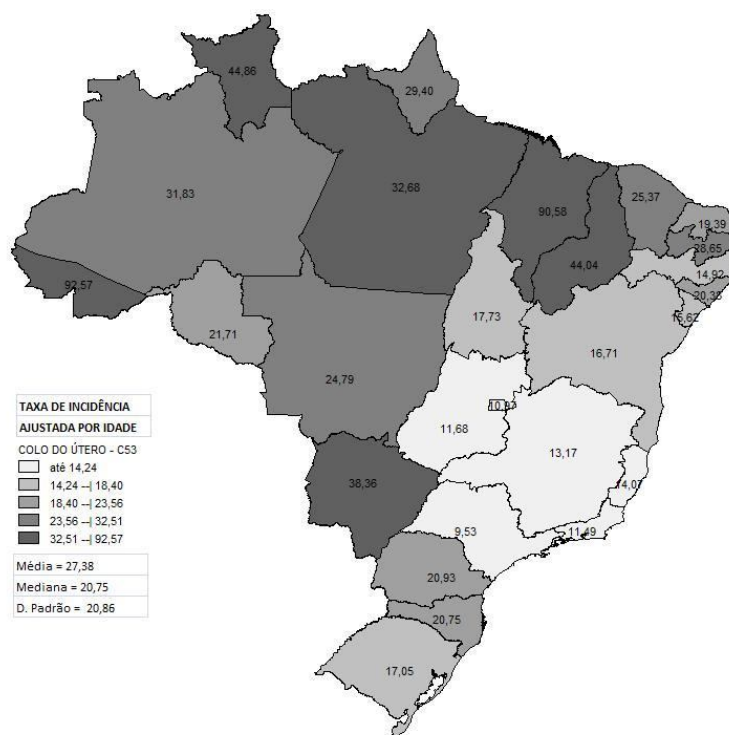 44,86
29,40
31,83
32,68
90,58
25,37
19,39
28,65
44,04
14,92
20,38
15,62
92,57
17,73
21,71
16,71
24,79
10,97
11,68
13,17
14,07
38,36
9,53
11,49
20,93
20,75
17,05
TAXA DE INCIDÊNCIA
AJUSTADA POR IDADE
COLO DO ÚTERO - C53
até 14,24
14,24 --| 18,40
18,40 --| 23,56
23,56 --| 32,51
32,51 --| 92,57
Média = 27,38
Mediana = 20,75
D. Padrão = 20,86